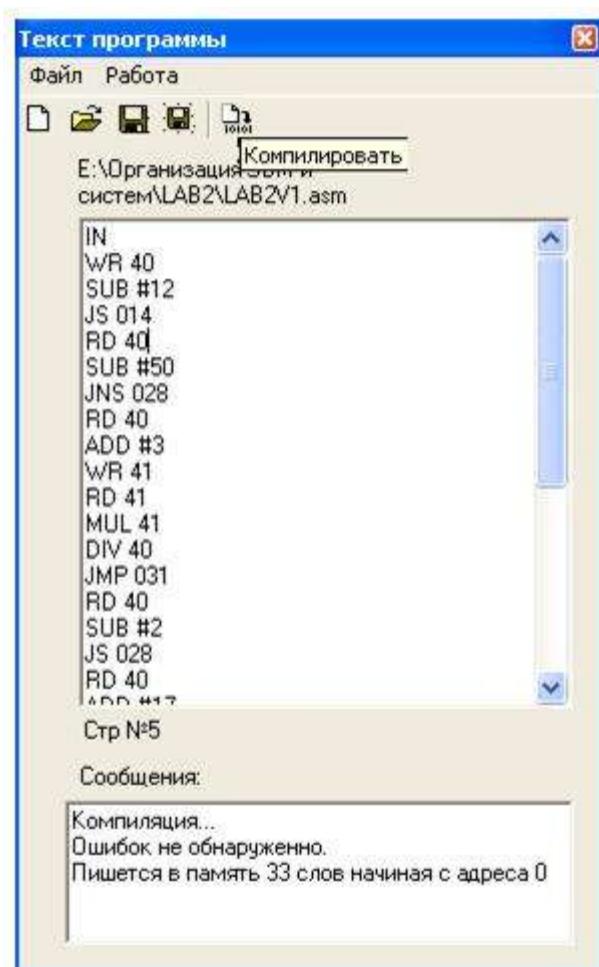 Текст программы
Файл Работа
Компилировать
E:\Организация ЭВМ и
систем\LAB2\LAB2V1.asm
IN
WR 40
SUB #12
JS 014
RD 40
SUB #50
JNS 028
RD 40
ADD #3
WR 41
RD 41
MUL 41
DIV 40
JMP 031
RD 40
SUB #2
JS 028
RD 40
ADD #17
Стр №5
Сообщения:
Компиляция...
Ошибок не обнаруженно.
Пишется в память 33 слов начиная с адреса 0